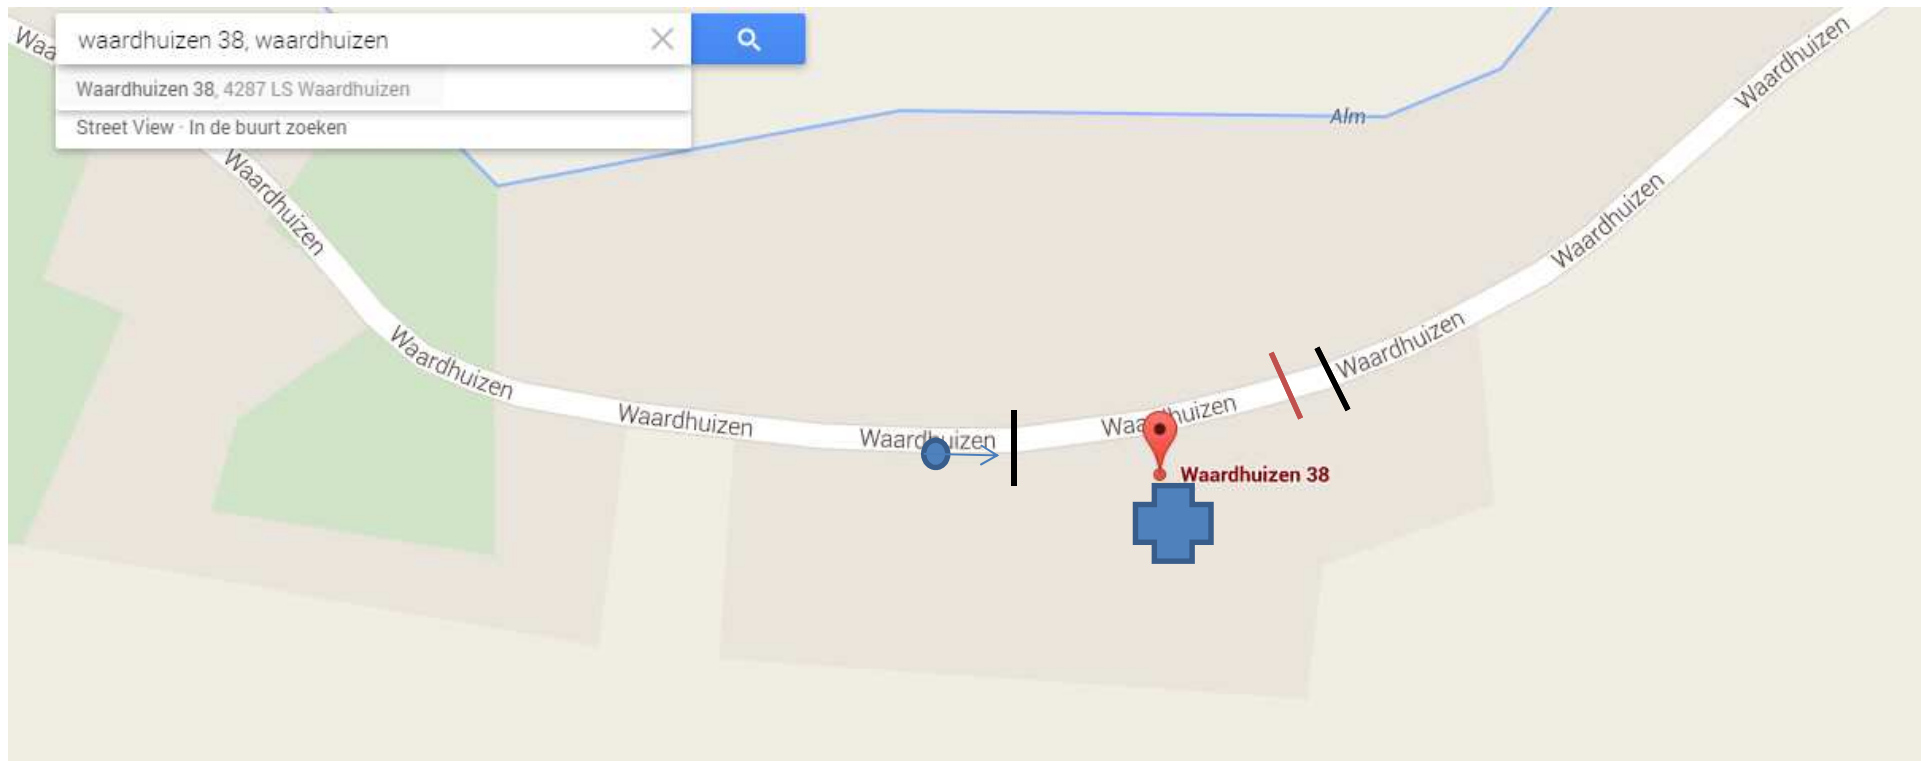 Waa
waardhuizen 38, waardhuizen
Waardhuizen 38, 4287 LS Waardhuizen
Street View · In de buurt zoeken
Alm
Waardhuizen
Waardhuizen
Waardhuizen
Waardhuizen
Waardhuizen
Waardhuizen
Waardhuizen
Waardhuizen
Waardhuizen
Waardhuizen 38